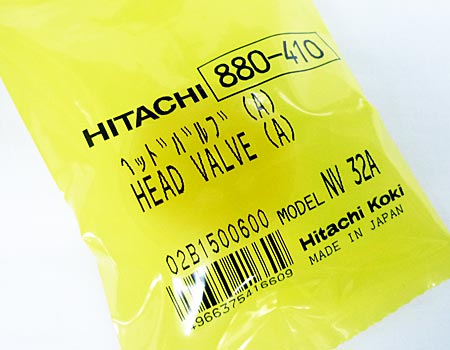 HITACHI 880-410
ヘッドバルブ (A)
HEAD VALVE (A)
02B1500600 MODEL NV 32A
4966375416609
Hitachi Koki
MADE IN JAPAN